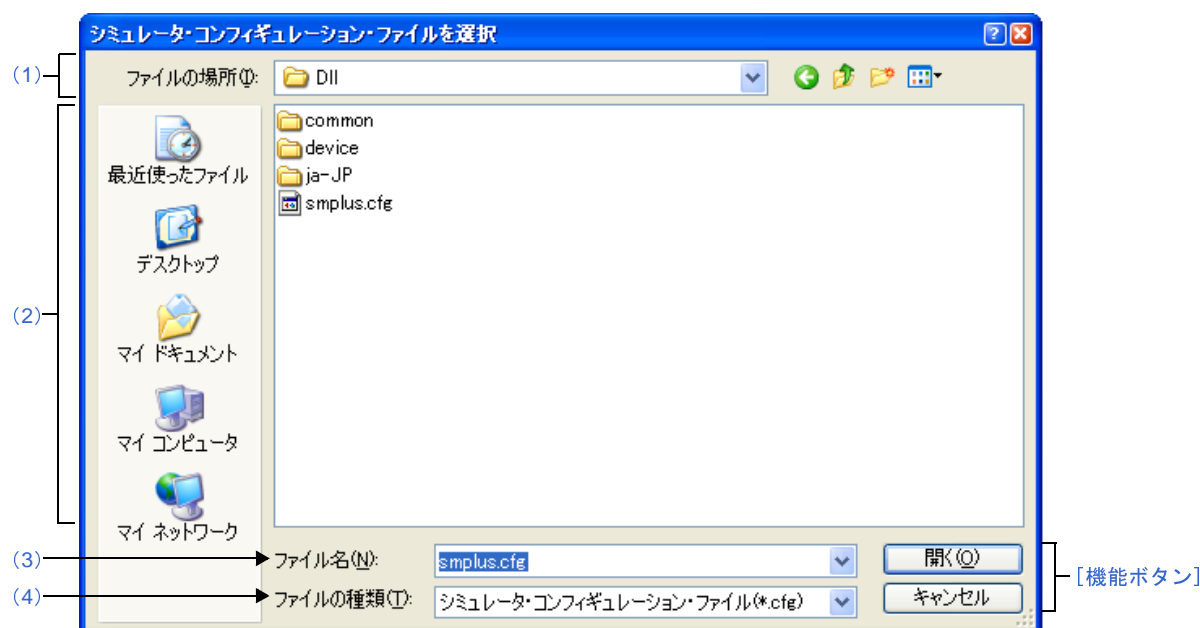 シミュレータ・コンフィギュレーション・ファイルを選択
(1)
ファイルの場所(I):
Dll
(2)
最近使ったファイル
デスクトップ
マイ ドキュメント
マイ コンピュータ
マイ ネットワーク
common
device
ja-JP
smplus.cfg
(3)
ファイル名(N):
smplus.cfg
開く(O)
(4)
ファイルの種類(T):
シミュレータ・コンフィギュレーション・ファイル(*.cfg)
キャンセル
[機能ボタン]